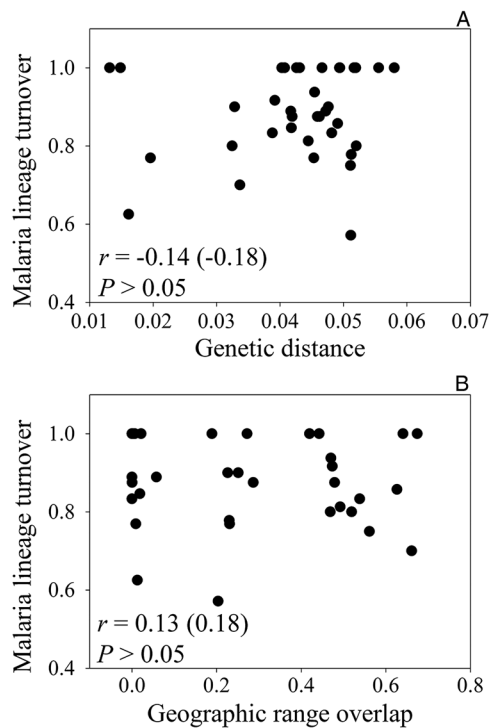 A
Malaria lineage turnover
1.0
0.8
0.6
0.4
r = -0.14 (-0.18)
P > 0.05
0.01 0.02 0.03 0.04 0.05 0.06 0.07
Genetic distance
B
Malaria lineage turnover
1.0
0.8
0.6
0.4
r = 0.13 (0.18)
P > 0.05
0.0 0.2 0.4 0.6 0.8
Geographic range overlap